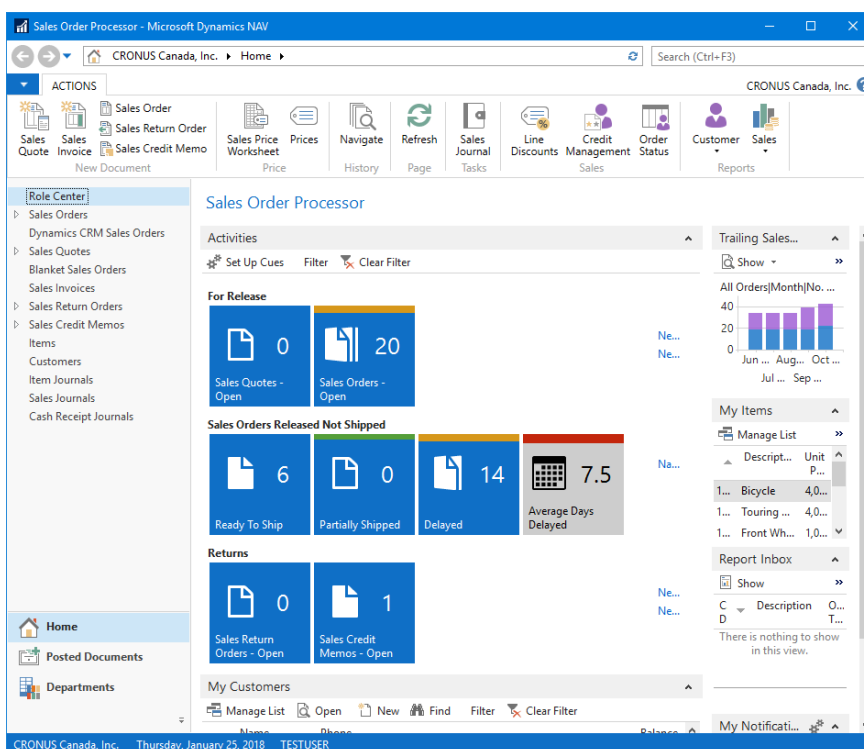 Sales Order Processor - Microsoft Dynamics NAV
CRONUS Canada, Inc. Home
Search (Ctrl+F3)
ACTIONS
CRONUS Canada, Inc.
Sales Quote
Sales Invoice
Sales Order
Sales Return Order
Sales Credit Memo
New Document
Sales Price Worksheet
Prices
Price
Navigate
History
Refresh
Page
Sales Journal
Tasks
Line Discounts
Credit Management
Order Status
Sales
Customer
Sales
Reports
Role Center
Sales Orders
Dynamics CRM Sales Orders
Sales Quotes
Blanket Sales Orders
Sales Invoices
Sales Return Orders
Sales Credit Memos
Items
Customers
Item Journals
Sales Journals
Cash Receipt Journals
Home
Posted Documents
Departments
Sales Order Processor
Activities
Set Up Cues Filter Clear Filter
For Release
0
Sales Quotes - Open
20
Sales Orders - Open
Ne...
Ne...
Sales Orders Released Not Shipped
6
Ready To Ship
0
Partially Shipped
14
Delayed
7.5
Average Days Delayed
Na...
Returns
0
Sales Return Orders - Open
1
Sales Credit Memos - Open
Ne...
Ne...
My Customers
Manage List Open New Find Filter Clear Filter
Name Phone Balance
Trailing Sales...
Show
All Orders|Month|No. ...
40
20
0
Jun ... Aug... Oct ...
Jul ... Sep ...
My Items
Manage List
Descript... Unit P...
1... Bicycle 4,0...
1... Touring ... 4,0...
1... Front Wh... 1,0...
Report Inbox
Show
C D Description O... T...
There is nothing to show in this view.
My Notificati...
CRONUS Canada, Inc. Thursday, January 25, 2018 TESTUSER